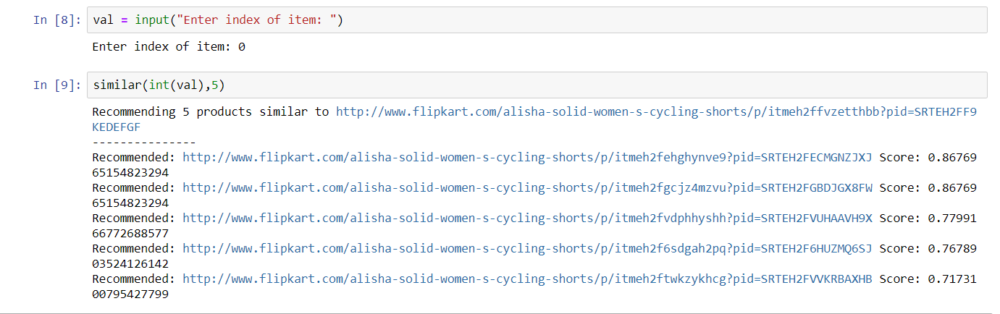 In [8]: val = input("Enter index of item: ")
Enter index of item: 0
In [9]: similar(int(val),5)
Recommending 5 products similar to http://www.flipkart.com/alisha-solid-women-s-cycling-shorts/p/itmeh2ffvzetthbb?pid=SRTEH2FF9
KEDEFGF
---------------
Recommended: http://www.flipkart.com/alisha-solid-women-s-cycling-shorts/p/itmeh2fehghynve9?pid=SRTEH2FECMGNZJXJ Score: 0.86769
65154823294
Recommended: http://www.flipkart.com/alisha-solid-women-s-cycling-shorts/p/itmeh2fgcjz4mzvu?pid=SRTEH2FGBDJGX8FW Score: 0.86769
65154823294
Recommended: http://www.flipkart.com/alisha-solid-women-s-cycling-shorts/p/itmeh2fvdphhyshh?pid=SRTEH2FVUHAAVH9X Score: 0.77991
66772688577
Recommended: http://www.flipkart.com/alisha-solid-women-s-cycling-shorts/p/itmeh2f6sdgah2pq?pid=SRTEH2F6HUZMQ6SJ Score: 0.76789
03524126142
Recommended: http://www.flipkart.com/alisha-solid-women-s-cycling-shorts/p/itmeh2ftwkzykhcg?pid=SRTEH2FVVKRBAXHB Score: 0.71731
00795427799